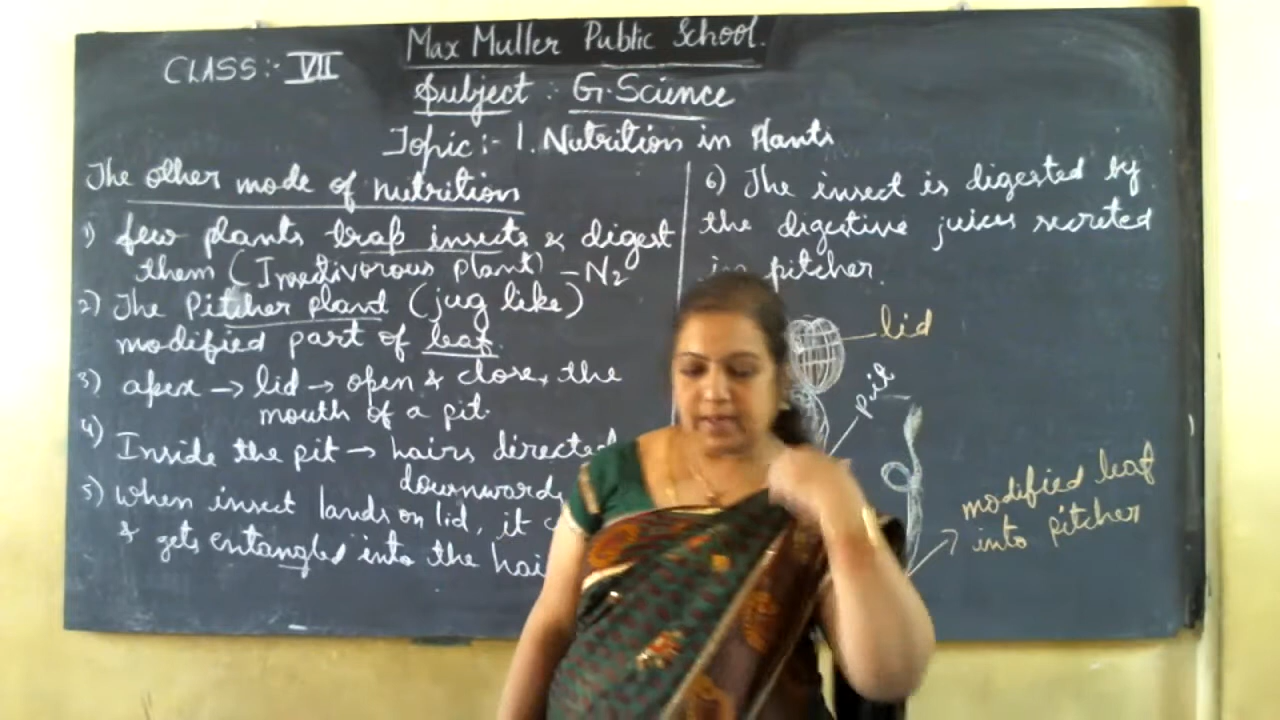 Max Muller Public School.
CLASS:- VII
Subject : G.Science
Topic:- 1. Nutrition in Plants
The other mode of nutrition
1) few plants trap insects & digest
them (Insectivorous plant) – N2
2) The Pitcher plant (jug like)
modified part of leaf.
3) apex → lid → open & close, the
mouth of a pit.
4) Inside the pit → hairs directed
downwards
5) when insect lands on lid, it
& gets entangled into the
6) The insect is digested by
the digestive juices secreted
in pitcher.
lid
pit
modified leaf
into pitcher